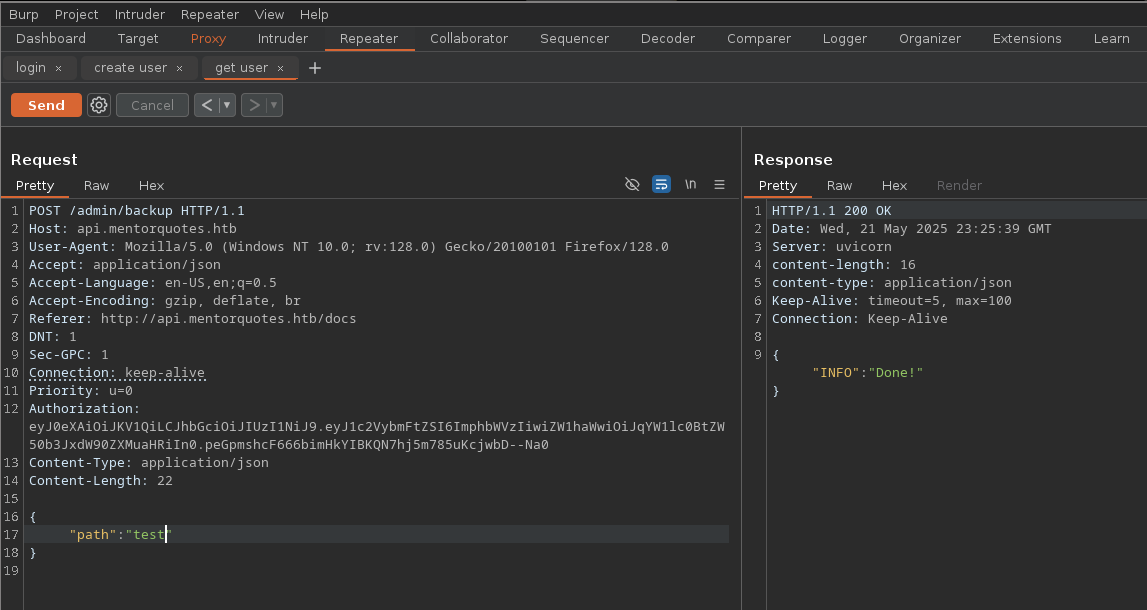 Burp Project Intruder Repeater View Help
Dashboard Target Proxy Intruder Repeater Collaborator Sequencer Decoder Comparer Logger Organizer Extensions Learn
login × create user × get user × +
Send Cancel < ▼ > ▼
Request
Pretty Raw Hex \n
1 POST /admin/backup HTTP/1.1
2 Host: api.mentorquotes.htb
3 User-Agent: Mozilla/5.0 (Windows NT 10.0; rv:128.0) Gecko/20100101 Firefox/128.0
4 Accept: application/json
5 Accept-Language: en-US,en;q=0.5
6 Accept-Encoding: gzip, deflate, br
7 Referer: http://api.mentorquotes.htb/docs
8 DNT: 1
9 Sec-GPC: 1
10 Connection: keep-alive
11 Priority: u=0
12 Authorization:
eyJ0eXAiOiJKV1QiLCJhbGciOiJIUzI1NiJ9.eyJ1c2VybmFtZSI6ImphbWVzIiwiZW1haWwiOiJqYW1lc0BtZW
50b3JxdW90ZXMuaHRiIn0.peGpmshcF666bimHkYIBKQN7hj5m785uKcjwbD--Na0
13 Content-Type: application/json
14 Content-Length: 22
15
16 {
17 "path":"test"
18 }
19
Response
Pretty Raw Hex Render
1 HTTP/1.1 200 OK
2 Date: Wed, 21 May 2025 23:25:39 GMT
3 Server: uvicorn
4 content-length: 16
5 content-type: application/json
6 Keep-Alive: timeout=5, max=100
7 Connection: Keep-Alive
8
9 {
"INFO":"Done!"
}